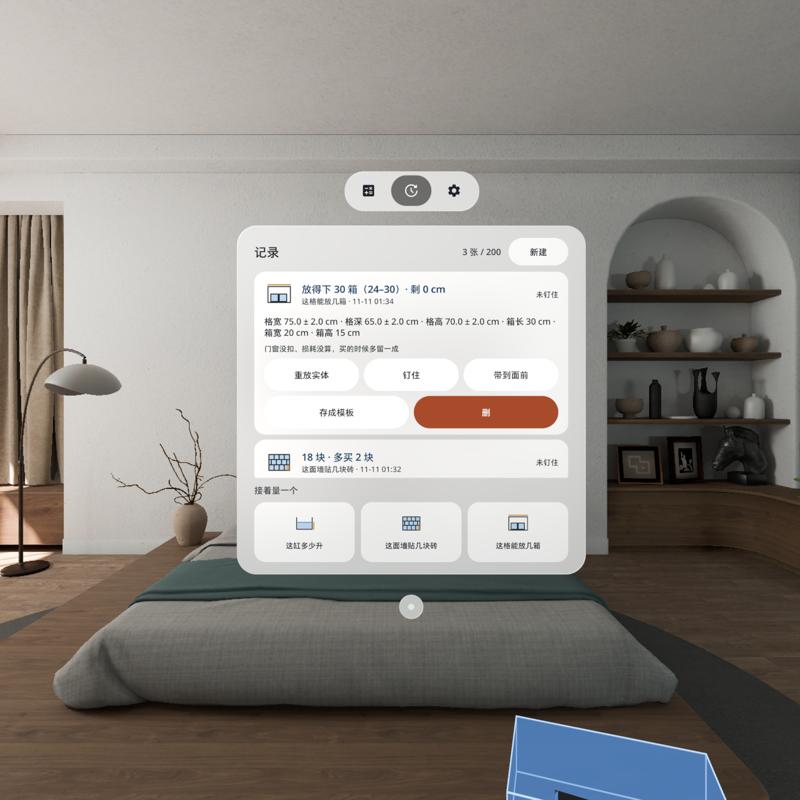 记录
3 张 / 200
新建
放得下 30 箱（24–30）· 剩 0 cm
这格能放几箱 · 11-11 01:34
未钉住
格宽 75.0 ± 2.0 cm · 格深 65.0 ± 2.0 cm · 格高 70.0 ± 2.0 cm · 箱长 30 cm ·
箱宽 20 cm · 箱高 15 cm
门窗没扣、损耗没算，买的时候多留一成
重放实体
钉住
带到面前
存成模板
删
18 块 · 多买 2 块
这面墙贴几块砖 · 11-11 01:32
未钉住
接着量一个
这缸多少升
这面墙贴几块砖
这格能放几箱